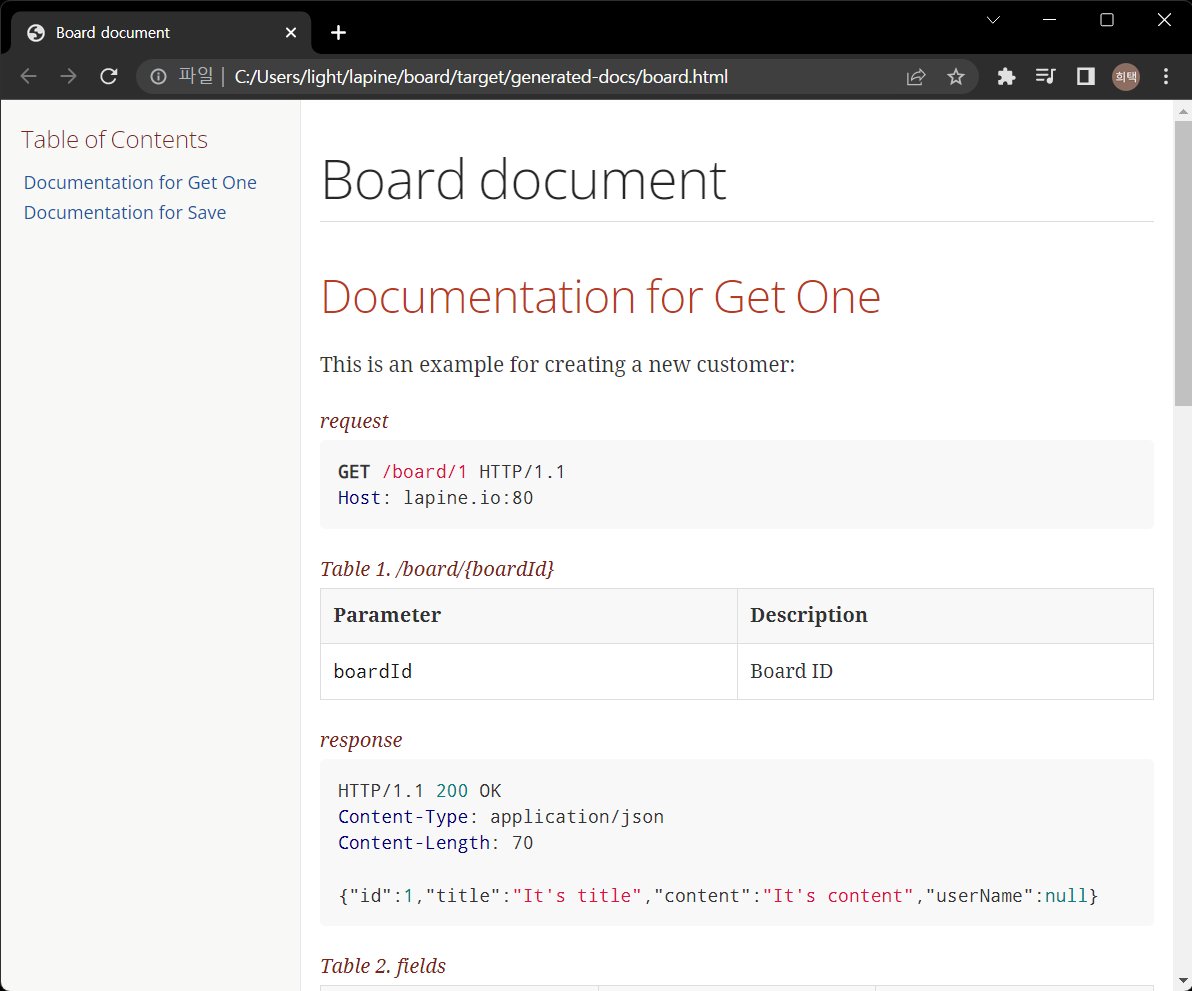 Board document
파일 | C:/Users/light/lapine/board/target/generated-docs/board.html
희택
Table of Contents
Documentation for Get One
Documentation for Save
Board document
Documentation for Get One
This is an example for creating a new customer:
request
GET /board/1 HTTP/1.1
Host: lapine.io:80
Table 1. /board/{boardId}
Parameter Description
boardId Board ID
response
HTTP/1.1 200 OK
Content-Type: application/json
Content-Length: 70
{"id":1,"title":"It's title","content":"It's content","userName":null}
Table 2. fields